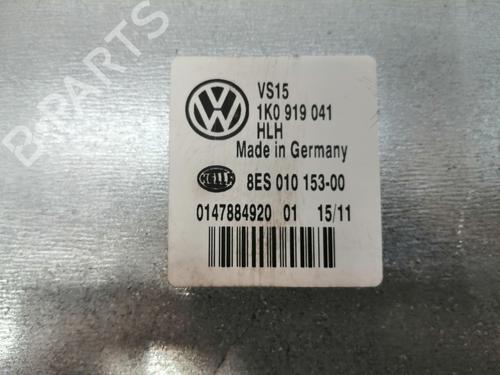 B-PARTS
VS15
1K0 919 041
HLH
Made in Germany
HELLA
8ES 010 153-00
0147884920 01 15/11